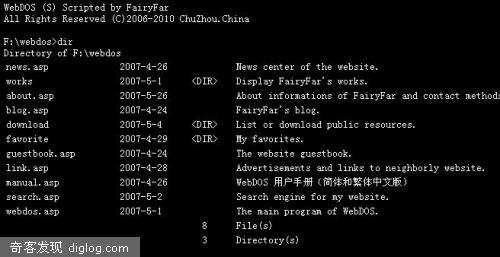 WebDOS (S) Scripted by FairyFar
All Rights Reserved (C)2006-2010 ChuZhou.China
F:\webdos>dir
Directory of F:\webdos
news.asp 2007-4-26 News center of the website.
works 2007-5-1 <DIR> Display FairyFar's works.
about.asp 2007-5-26 About informations of FairyFar and contact methods
blog.asp 2007-4-24 FairyFar's blog.
download 2007-5-4 <DIR> List or download public resources.
favorite 2007-4-29 <DIR> My favorites.
guestbook.asp 2007-4-24 The website guestbook.
link.asp 2007-4-28 Advertisements and links to neighborly website.
manual.asp 2007-4-26 WebDOS 用户手册(简体和繁体中文版)
search.asp 2007-5-2 Search engine for my website.
webdos.asp 2007-5-1 The main program of WebDOS.
8 File(s)
3 Directory(s)
奇客发现 diglog.com